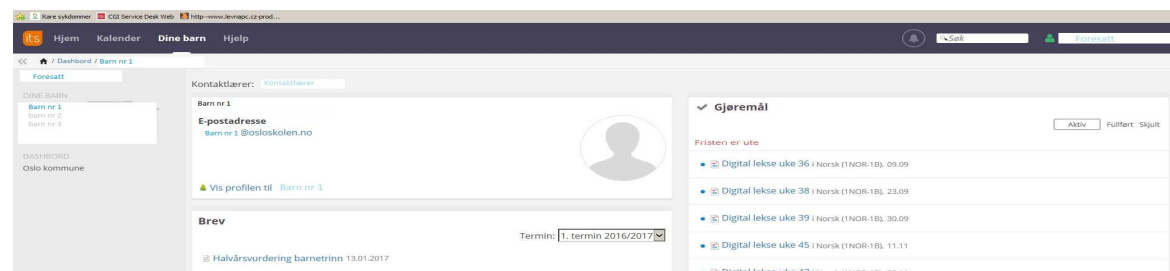 Rare sykdommer CGI Service Desk Web http--www.levnapc.cz-prod...
its Hjem Kalender Dine barn Hjelp Søk Foresatt
/ Dashbord / Barn nr 1
Foresatt
DINE BARN
Barn nr 1
barn nr 2
barn nr 3
DASHBORD
Oslo kommune
Kontaktlærer: Kontaktlærer
Barn nr 1
E-postadresse
Barn nr 1 @osloskolen.no
Vis profilen til Barn nr 1
Brev
Termin: 1. termin 2016/2017
Halvårsvurdering barnetrinn 13.01.2017
Gjøremål
Aktiv Fullført Skjult
Fristen er ute
Digital lekse uke 36 i Norsk (1NOR-1B), 09.09
Digital lekse uke 38 i Norsk (1NOR-1B), 23.09
Digital lekse uke 39 i Norsk (1NOR-1B), 30.09
Digital lekse uke 45 i Norsk (1NOR-1B), 11.11